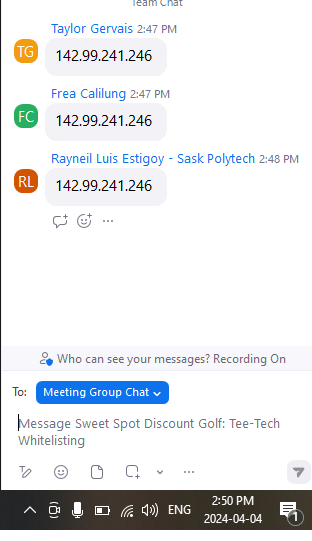 Team Chat
Taylor Gervais 2:47 PM
TG
142.99.241.246
Frea Calilung 2:47 PM
FC
142.99.241.246
Rayneil Luis Estigoy - Sask Polytech 2:48 PM
RL
142.99.241.246
Who can see your messages? Recording On
To: Meeting Group Chat
Message Sweet Spot Discount Golf: Tee-Tech
Whitelisting
ENG
2:50 PM
2024-04-04
1